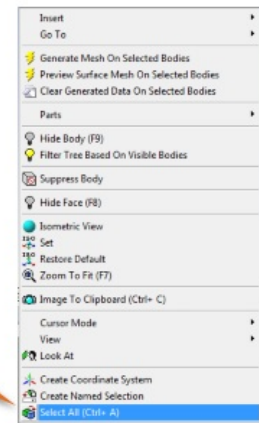 Insert
Go To
Generate Mesh On Selected Bodies
Preview Surface Mesh On Selected Bodies
Clear Generated Data On Selected Bodies
Parts
Hide Body (F9)
Filter Tree Based On Visible Bodies
Suppress Body
Hide Face (F8)
Isometric View
ISO Set
ISO Restore Default
Zoom To Fit (F7)
Image To Clipboard (Ctrl+ C)
Cursor Mode
View
Look At
Create Coordinate System
Create Named Selection
Select All (Ctrl+ A)